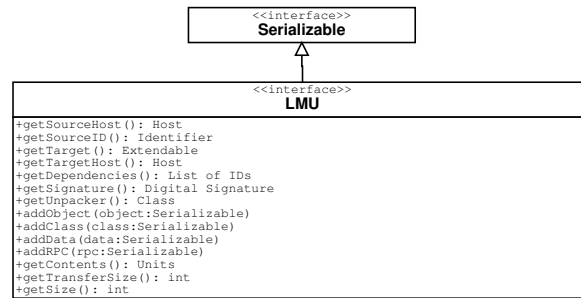 <<interface>>
Serializable
<<interface>>
LMU
+getSourceHost(): Host
+getSourceID(): Identifier
+getTarget(): Extendable
+getTargetHost(): Host
+getDependencies(): List of IDs
+getSignature(): Digital Signature
+getUnpacker(): Class
+addObject(object:Serializable)
+addClass(class:Serializable)
+addData(data:Serializable)
+addRPC(rpc:Serializable)
+getContents(): Units
+getTransferSize(): int
+getSize(): int